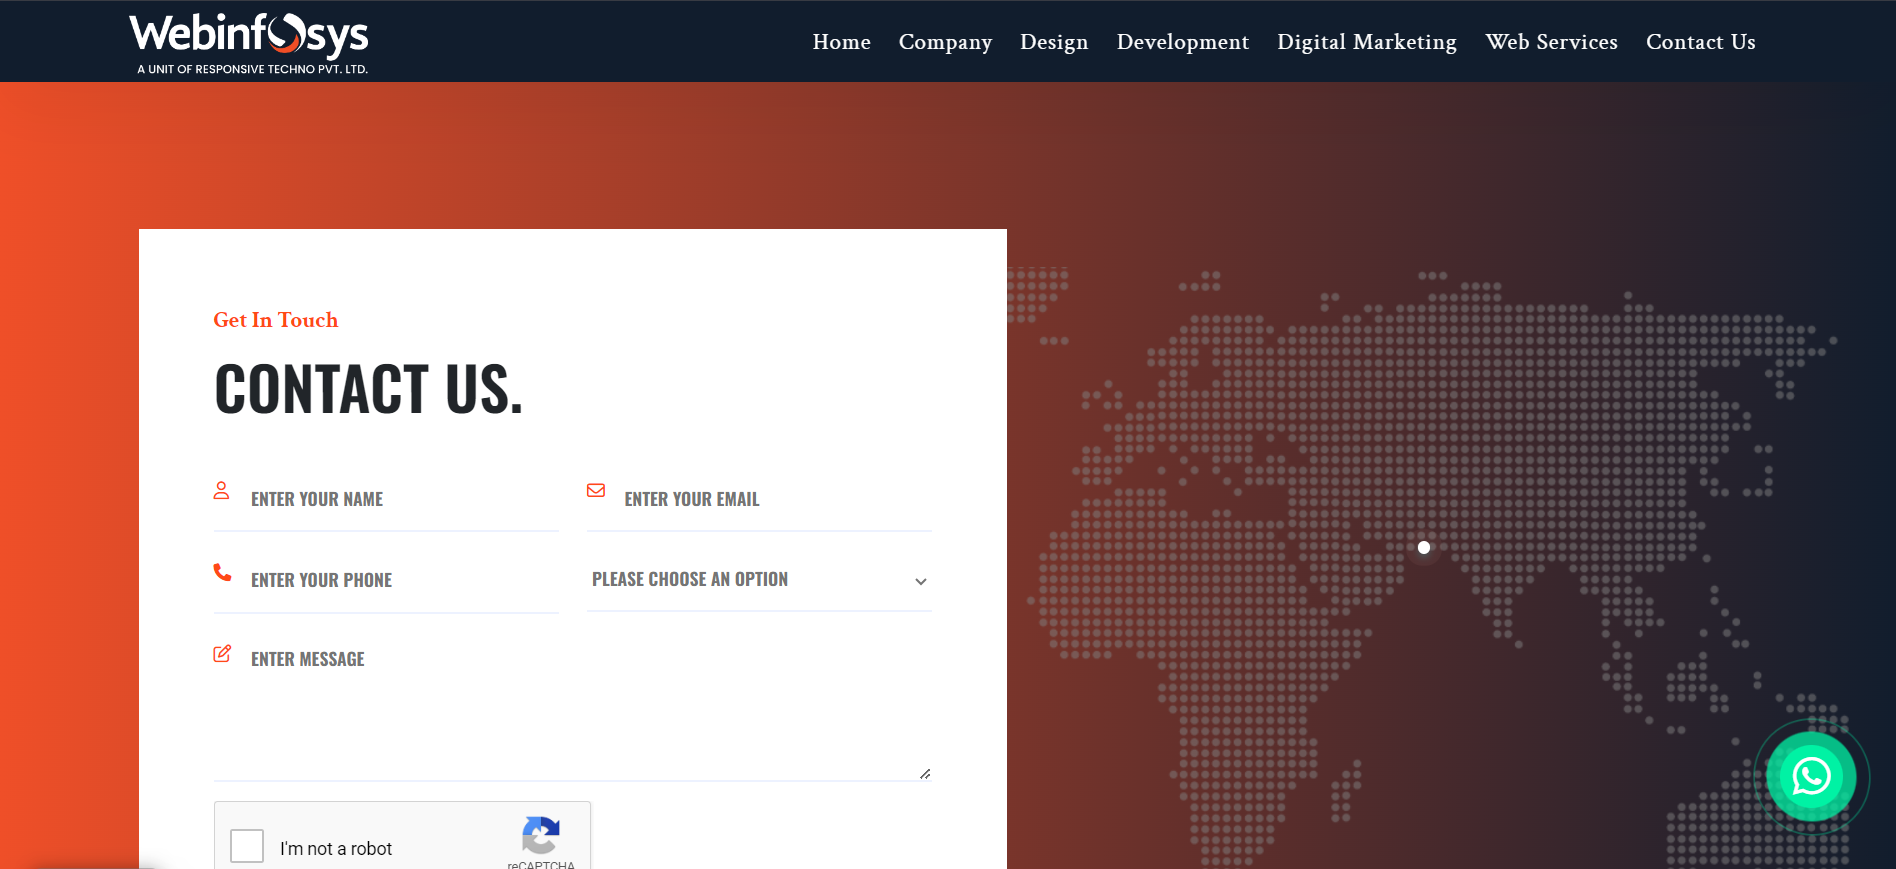 Webinfosys
A UNIT OF RESPONSIVE TECHNO PVT. LTD.
Home Company Design Development Digital Marketing Web Services Contact Us
Get In Touch
CONTACT US.
ENTER YOUR NAME ENTER YOUR EMAIL
ENTER YOUR PHONE PLEASE CHOOSE AN OPTION
ENTER MESSAGE
I'm not a robot
reCAPTCHA